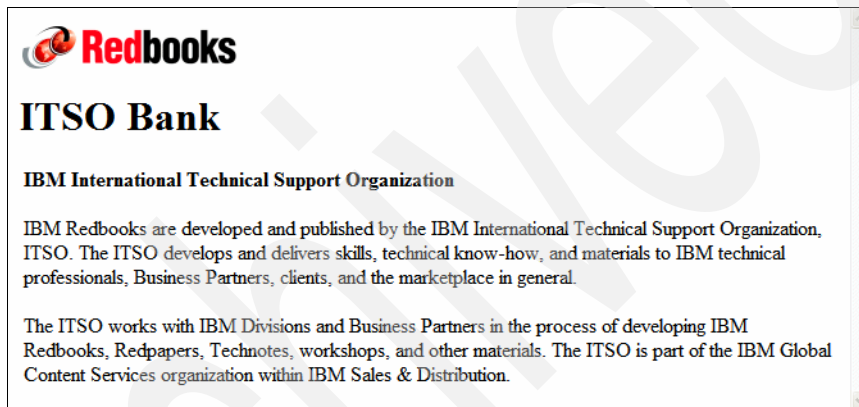 Redbooks
ITSO Bank
IBM International Technical Support Organization
IBM Redbooks are developed and published by the IBM International Technical Support Organization,
ITSO. The ITSO develops and delivers skills, technical know-how, and materials to IBM technical
professionals, Business Partners, clients, and the marketplace in general.
The ITSO works with IBM Divisions and Business Partners in the process of developing IBM
Redbooks, Redpapers, Technotes, workshops, and other materials. The ITSO is part of the IBM Global
Content Services organization within IBM Sales & Distribution.